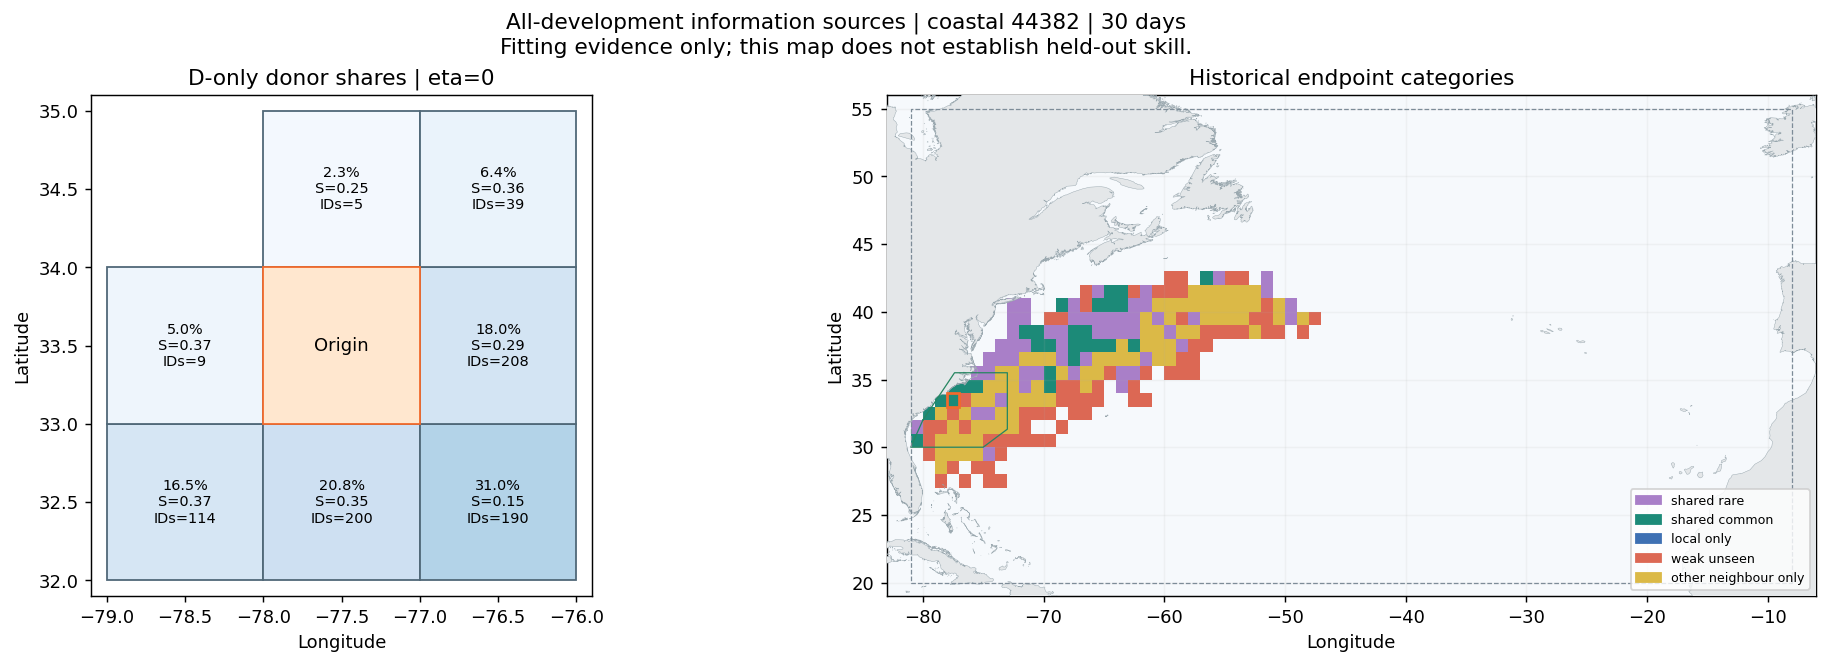 All-development information sources | coastal 44382 | 30 days
Fitting evidence only; this map does not establish held-out skill.
D-only donor shares | eta=0
35.0
34.5
34.0
33.5
33.0
32.5
32.0
Latitude
2.3%
S=0.25
IDs=5
6.4%
S=0.36
IDs=39
5.0%
S=0.37
IDs=9
Origin
18.0%
S=0.29
IDs=208
16.5%
S=0.37
IDs=114
20.8%
S=0.35
IDs=200
31.0%
S=0.15
IDs=190
−79.0
−78.5
−78.0
−77.5
−77.0
−76.5
−76.0
Longitude
Historical endpoint categories
55
50
45
40
35
30
25
20
Latitude
shared rare
shared common
local only
weak unseen
other neighbour only
−80
−70
−60
−50
−40
−30
−20
−10
Longitude